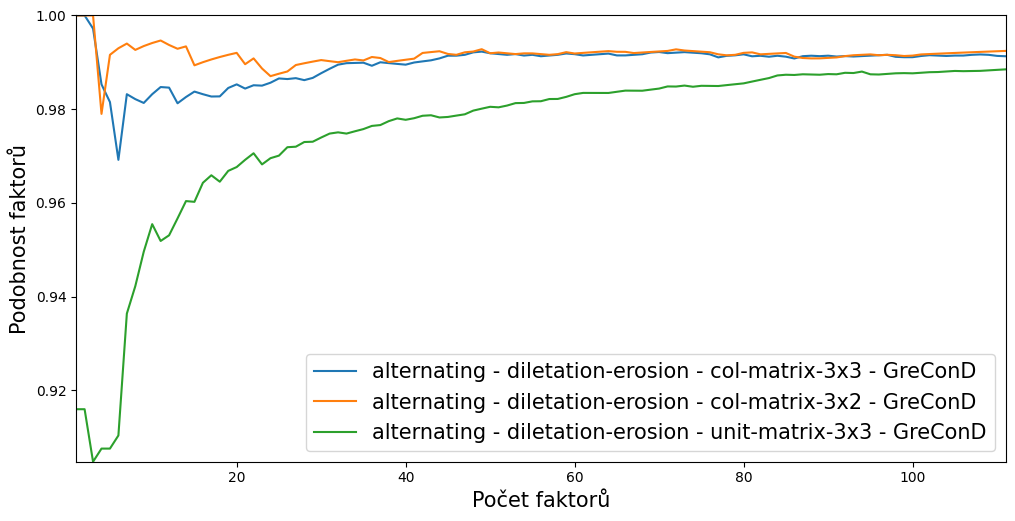 1.00
0.98
0.96
0.94
0.92
Podobnost faktorů
alternating - diletation-erosion - col-matrix-3x3 - GreConD
alternating - diletation-erosion - col-matrix-3x2 - GreConD
alternating - diletation-erosion - unit-matrix-3x3 - GreConD
20 40 60 80 100
Počet faktorů